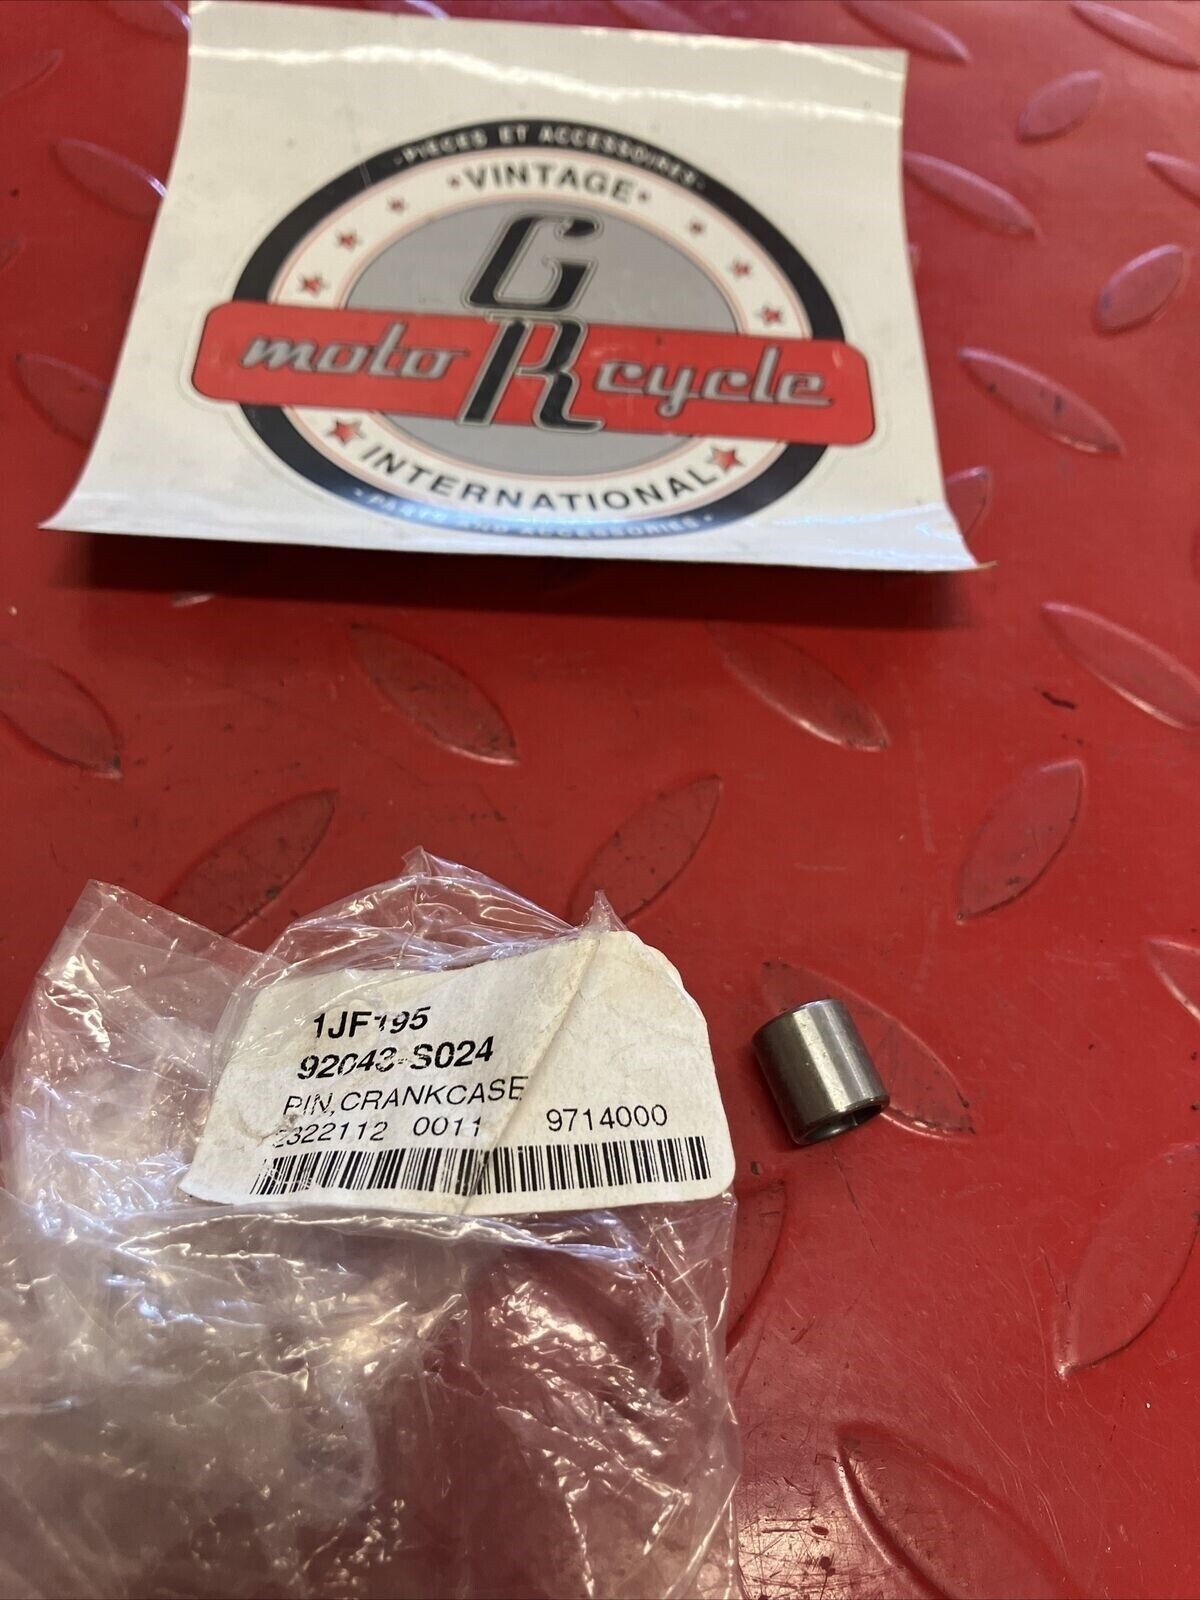 •PIECES ET ACCESSOIRES•
•VINTAGE•
G
moto R cycle
INTERNATIONAL
•PARTS AND ACCESSORIES•
1JF195
92043-S024
PIN,CRANKCASE
2322112 0011 9714000